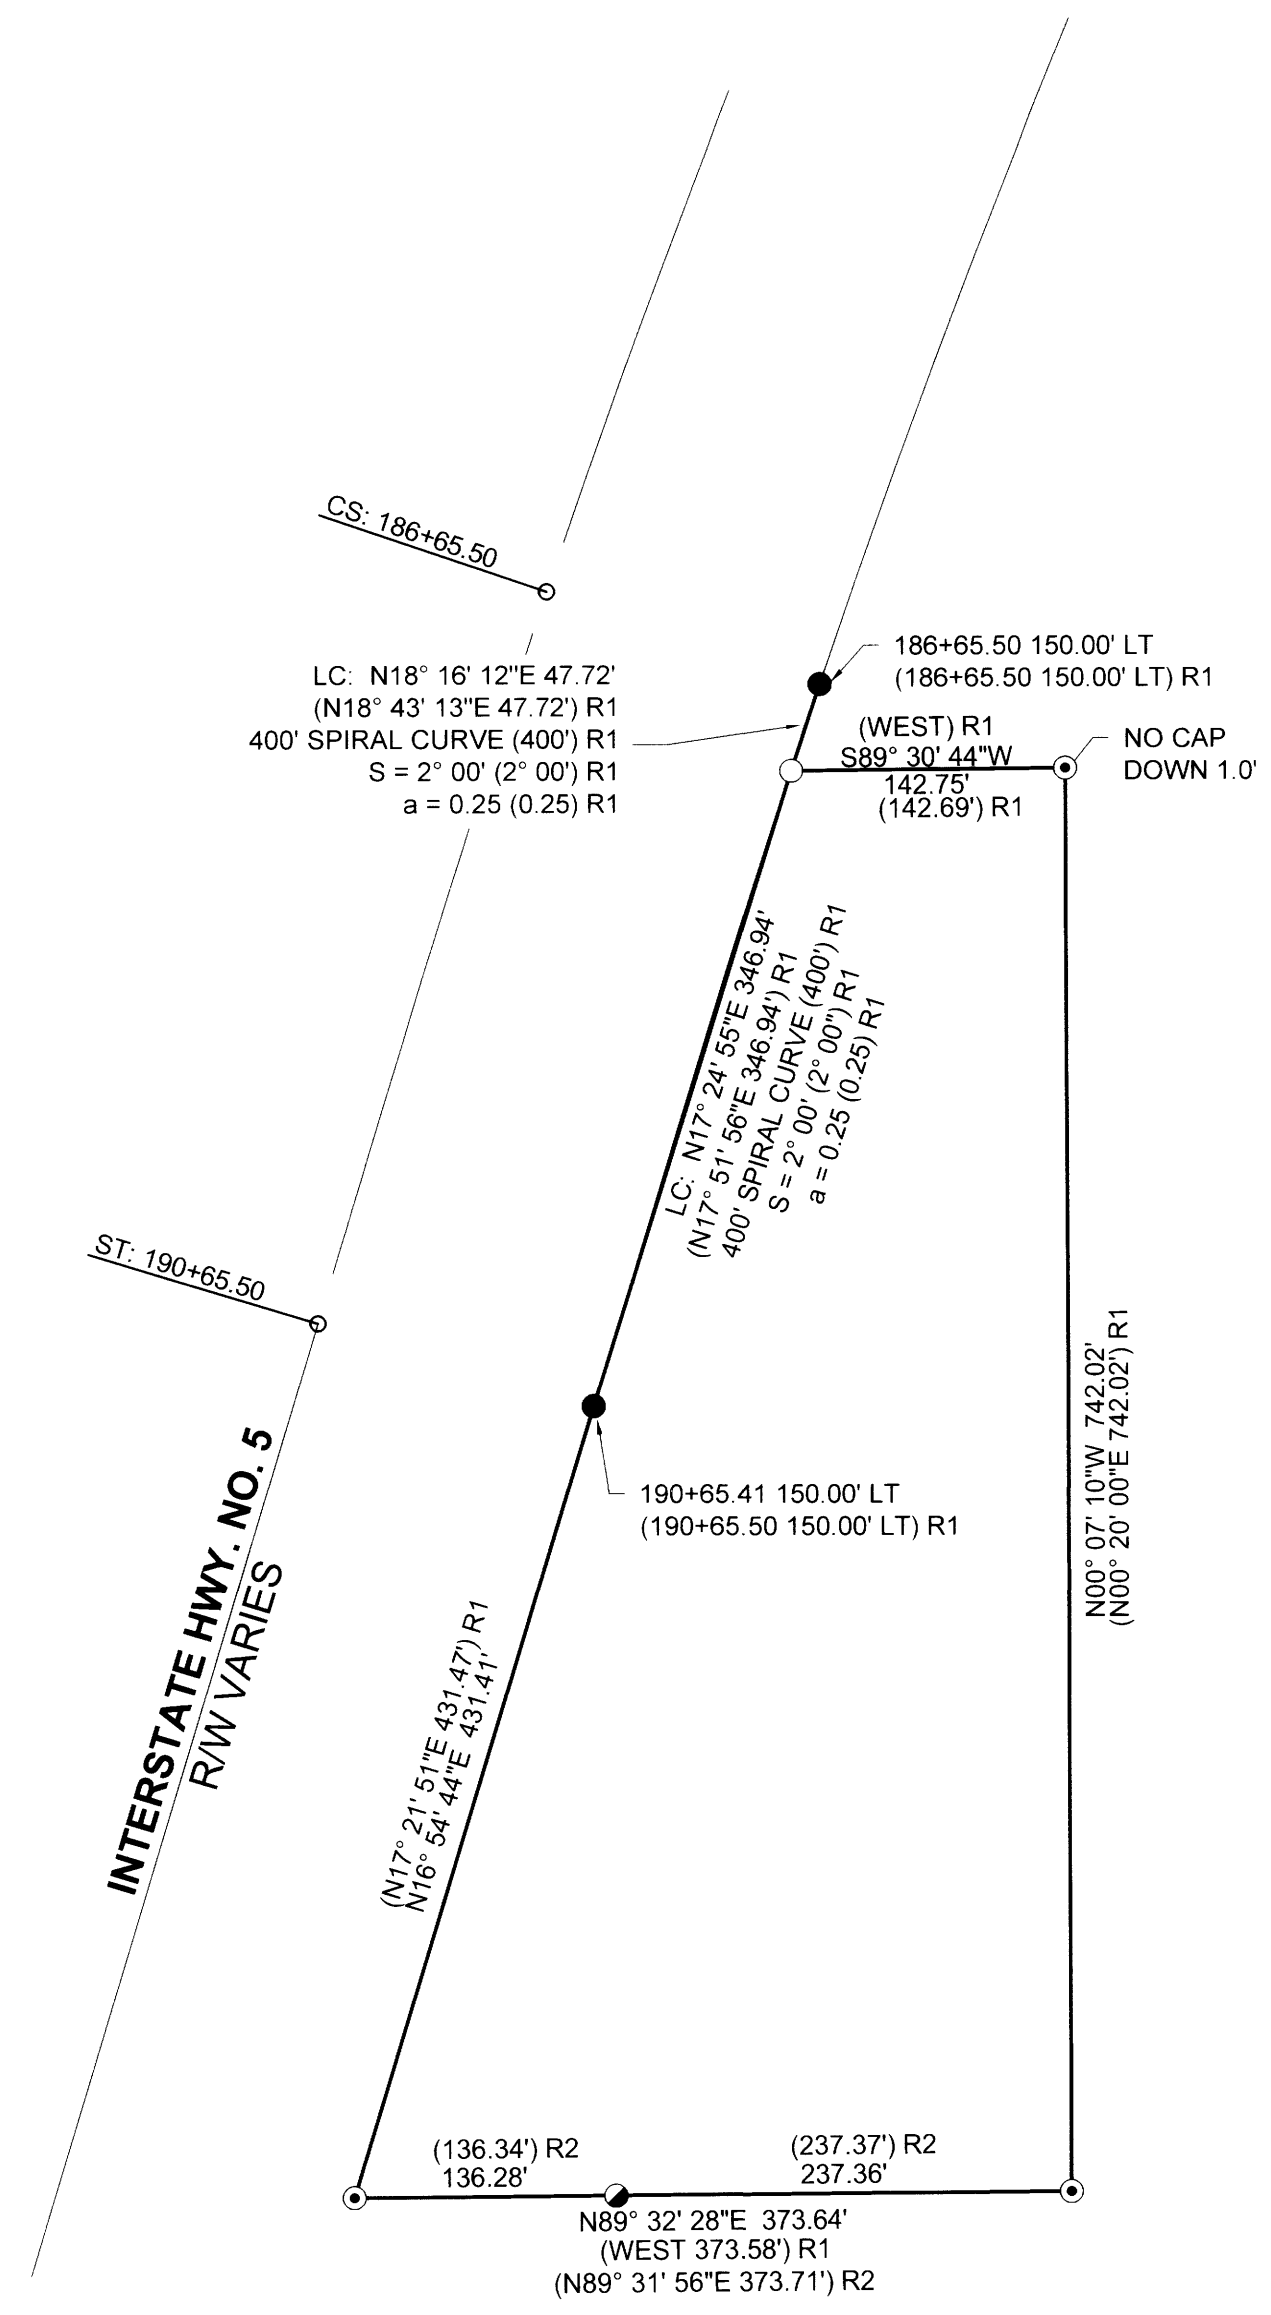 CS: 186+65.50
186+65.50 150.00' LT
(186+65.50 150.00' LT) R1
LC: N18° 16' 12"E 47.72'
(N18° 43' 13"E 47.72') R1
400' SPIRAL CURVE (400') R1
S = 2° 00' (2° 00') R1
a = 0.25 (0.25) R1
(WEST) R1
S89° 30' 44"W
142.75'
(142.69') R1
NO CAP
DOWN 1.0'
LC: N17° 24' 55"E 346.94'
(N17° 51' 56"E 346.94') R1
400' SPIRAL CURVE (400') R1
S = 2° 00' (2° 00") R1
a = 0.25 (0.25) R1
ST: 190+65.50
N00° 07' 10"W 742.02'
(N00° 20' 00"E 742.02') R1
190+65.41 150.00' LT
(190+65.50 150.00' LT) R1
INTERSTATE HWY. NO. 5
R/W VARIES
(N17° 21' 51"E 431.47') R1
N16° 54' 44"E 431.41'
(136.34') R2
136.28'
(237.37') R2
237.36'
N89° 32' 28"E 373.64'
(WEST 373.58') R1
(N89° 31' 56"E 373.71') R2